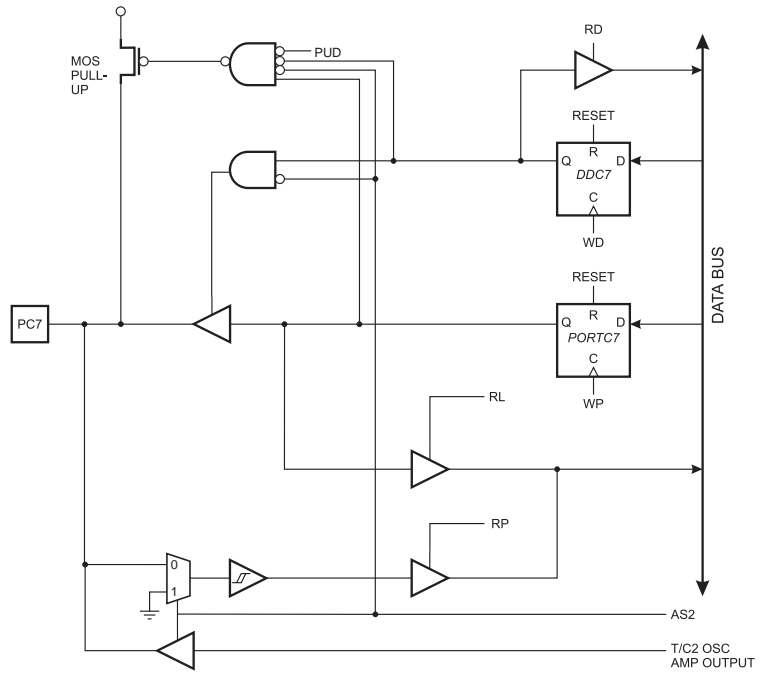 RD
MOS
PULL-
UP
PUD
RESET
R
Q
D
DDC7
C
WD
DATA BUS
RESET
R
PC7
Q
D
PORTC7
C
WP
RL
RP
0
1
AS2
T/C2 OSC
AMP OUTPUT